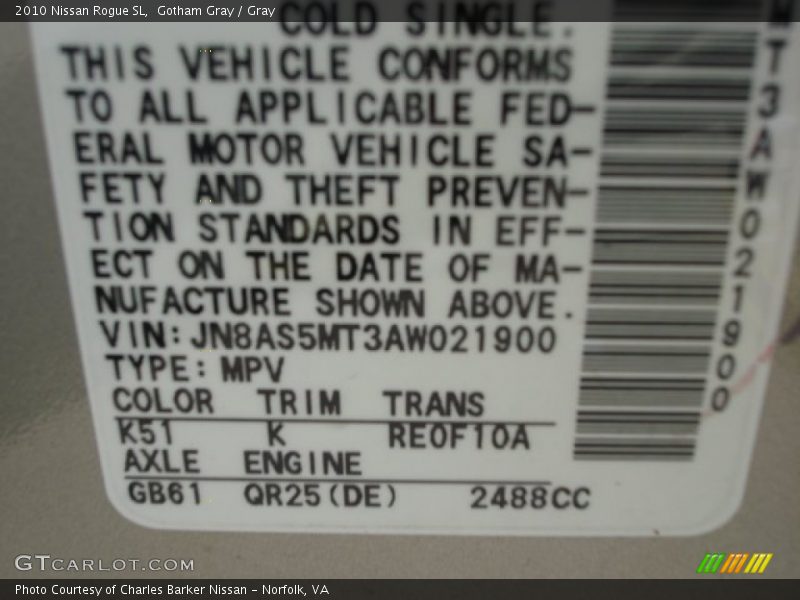 2010 Nissan Rogue SL,  Gotham Gray / Gray
COLD SINGLE.
THIS VEHICLE CONFORMS
TO ALL APPLICABLE FED-
ERAL MOTOR VEHICLE SA-
FETY AND THEFT PREVEN-
TION STANDARDS IN EFF-
ECT ON THE DATE OF MA-
NUFACTURE SHOWN ABOVE.
VIN: JN8AS5MT3AW021900
TYPE: MPV
COLOR TRIM TRANS
K51 K RE0F10A
AXLE ENGINE
GB61 QR25(DE) 2488CC
MT3AW021900
GTCARLOT.COM
Photo Courtesy of Charles Barker Nissan - Norfolk, VA